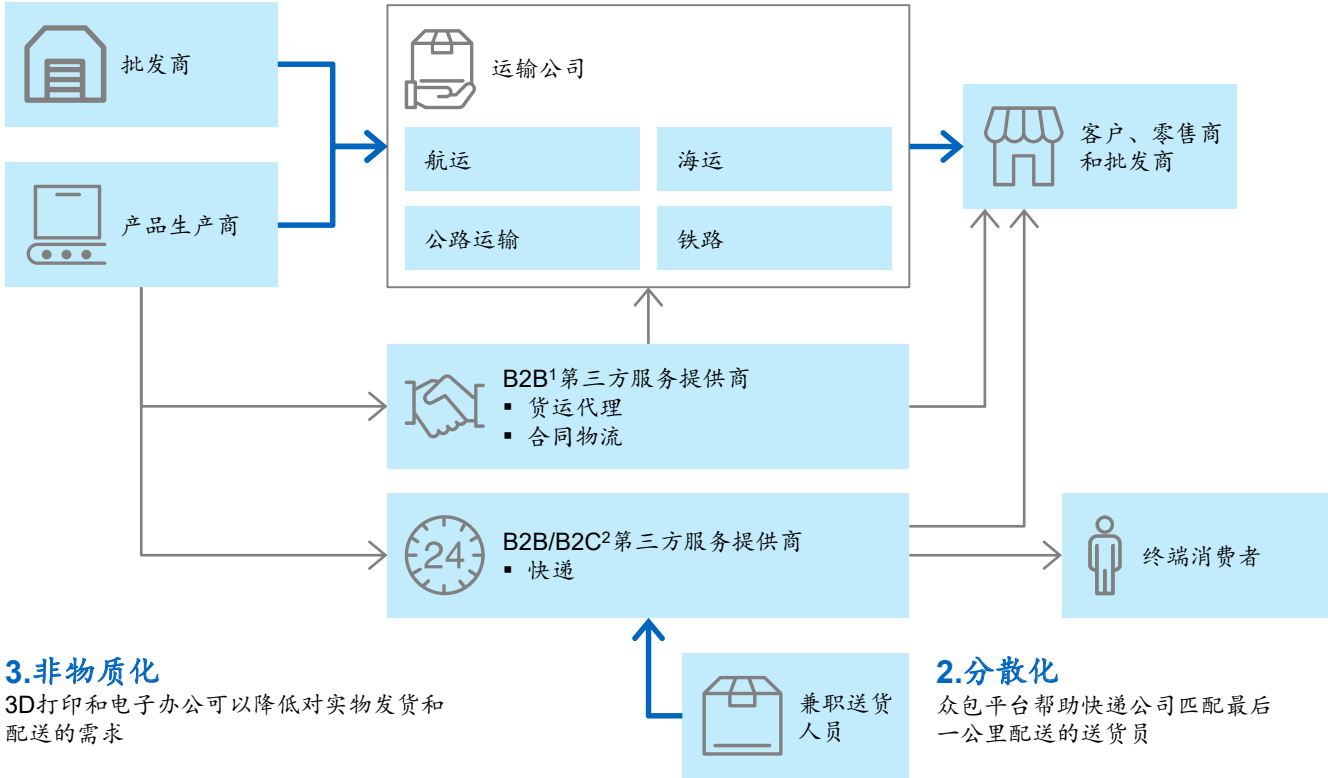 批发商
运输公司
航运
海运
客户、零售商
和批发商
产品生产商
公路运输
铁路
B2B¹第三方服务提供商
▪ 货运代理
▪ 合同物流
24
B2B/B2C²第三方服务提供商
▪ 快递
终端消费者
3.非物质化
3D打印和电子办公可以降低对实物发货和
配送的需求
兼职送货
人员
2.分散化
众包平台帮助快递公司匹配最后
一公里配送的送货员